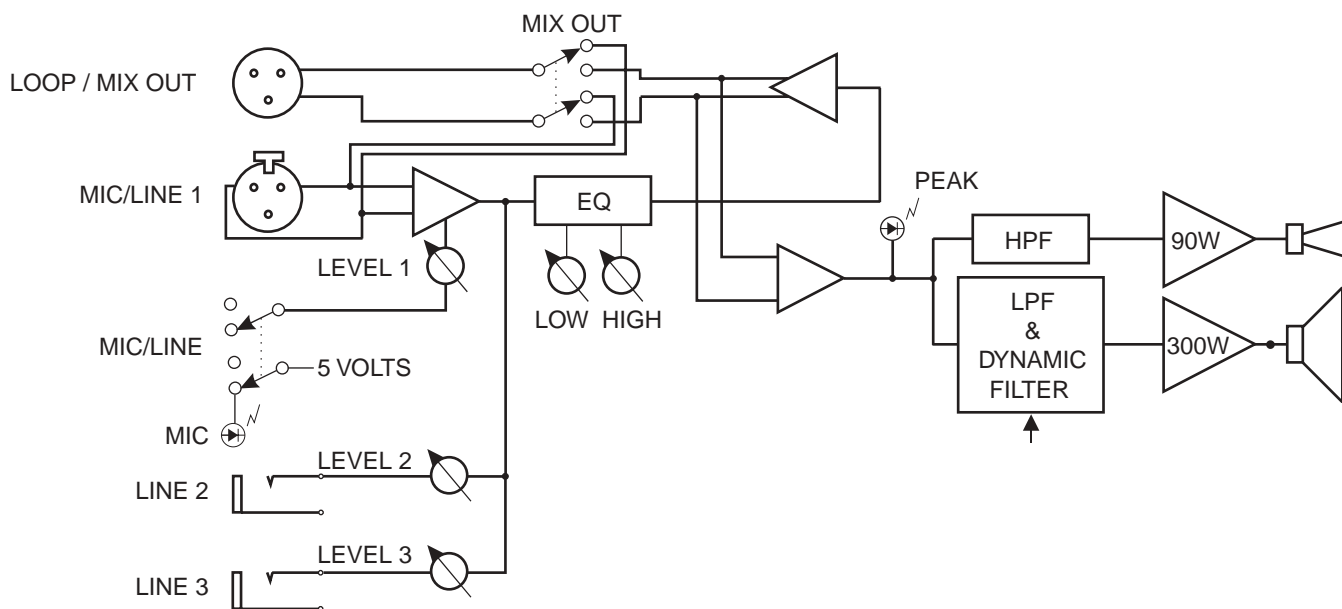 MIX OUT
LOOP / MIX OUT
MIC/LINE 1
EQ
PEAK
HPF
90W
LEVEL 1
LOW
HIGH
LPF
&
DYNAMIC
FILTER
300W
MIC/LINE
5 VOLTS
MIC
LEVEL 2
LINE 2
LEVEL 3
LINE 3